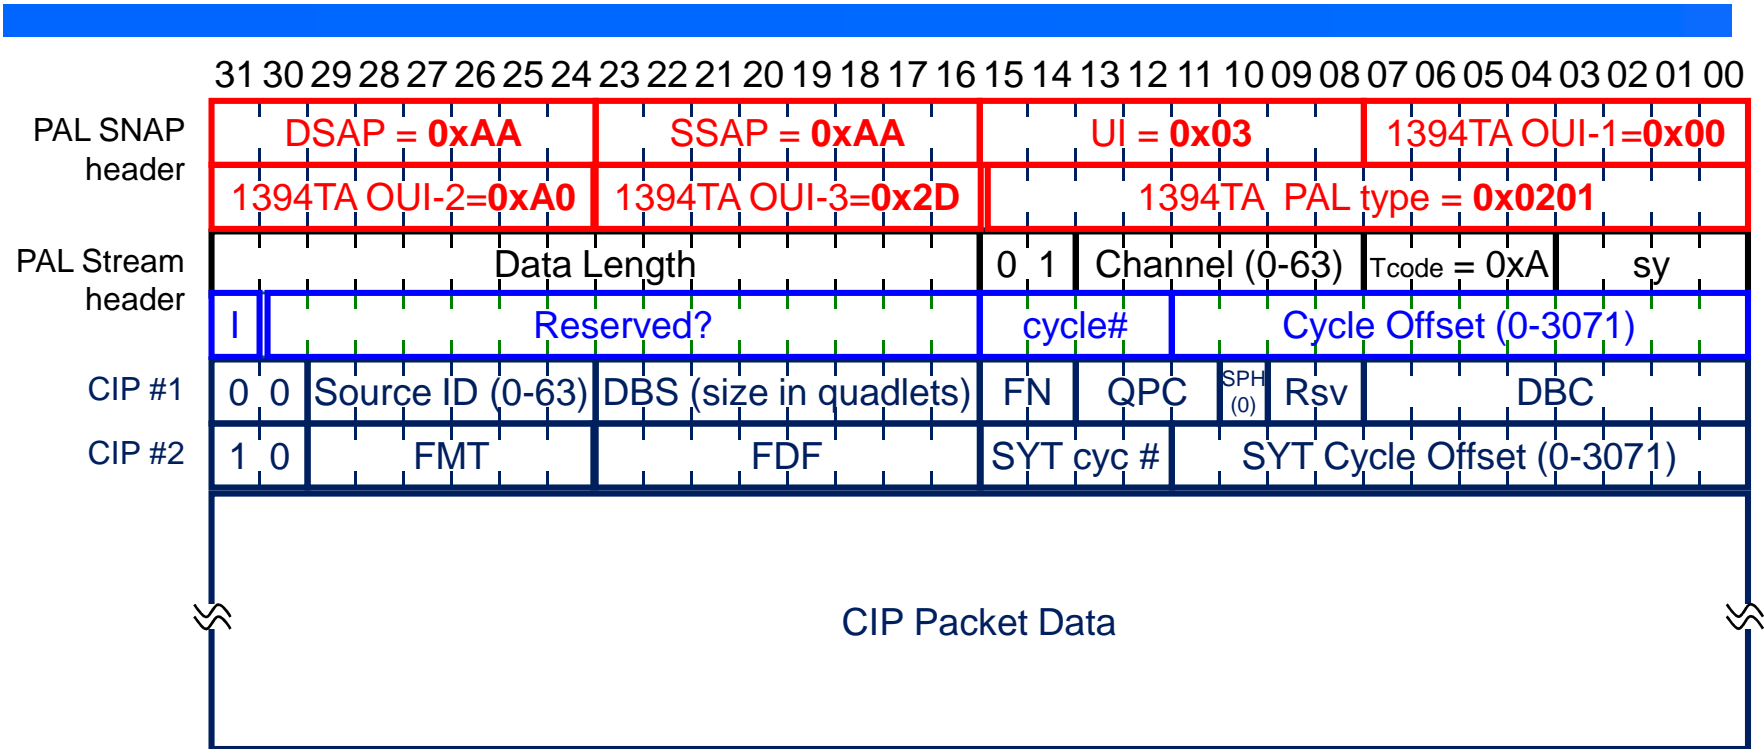 31 30 29 28 27 26 25 24 23 22 21 20 19 18 17 16 15 14 13 12 11 10 09 08 07 06 05 04 03 02 01 00
PAL SNAP header
DSAP = 0xAA SSAP = 0xAA UI = 0x03 1394TA OUI-1=0x00
1394TA OUI-2=0xA0 1394TA OUI-3=0x2D 1394TA PAL type = 0x0201
PAL Stream header
Data Length 0 1 Channel (0-63) Tcode = 0xA sy
I Reserved? cycle# Cycle Offset (0-3071)
CIP #1 0 0 Source ID (0-63) DBS (size in quadlets) FN QPC SPH (0) Rsv DBC
CIP #2 1 0 FMT FDF SYT cyc # SYT Cycle Offset (0-3071)
CIP Packet Data